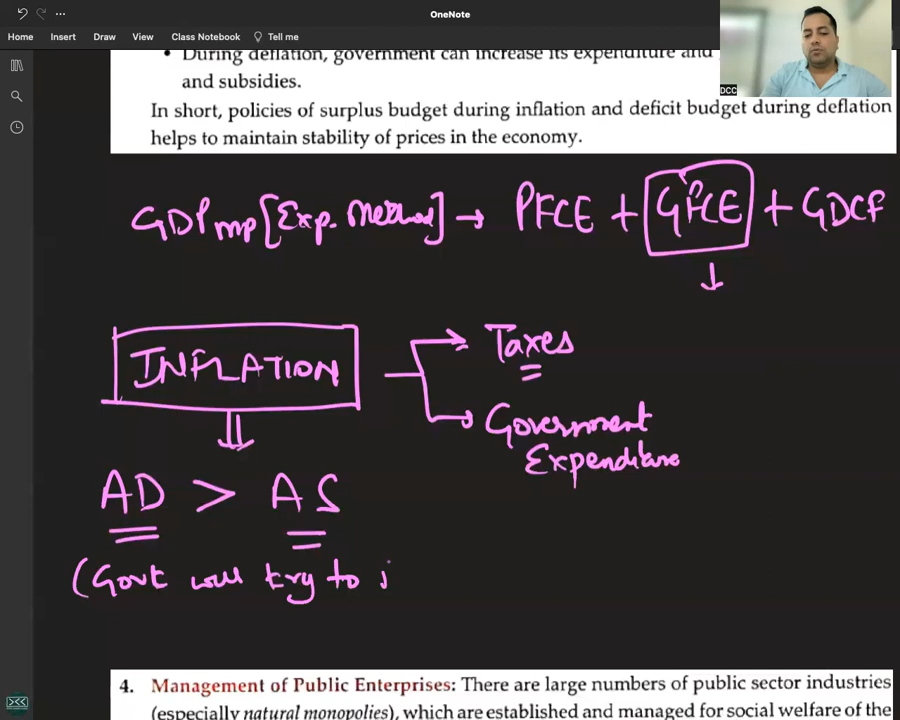 OneNote
Home Insert Draw View Class Notebook Tell me
DCC
• During deflation, government can increase its expenditure and
and subsidies.
In short, policies of surplus budget during inflation and deficit budget during deflation
helps to maintain stability of prices in the economy.
GDPmp [Exp. Method] → PFCE + GFCE + GDCF
INFLATION
Taxes
Government
Expenditure
AD > AS
(Govt will try to i
4. Management of Public Enterprises: There are large numbers of public sector industries
(especially natural monopolies), which are established and managed for social welfare of the